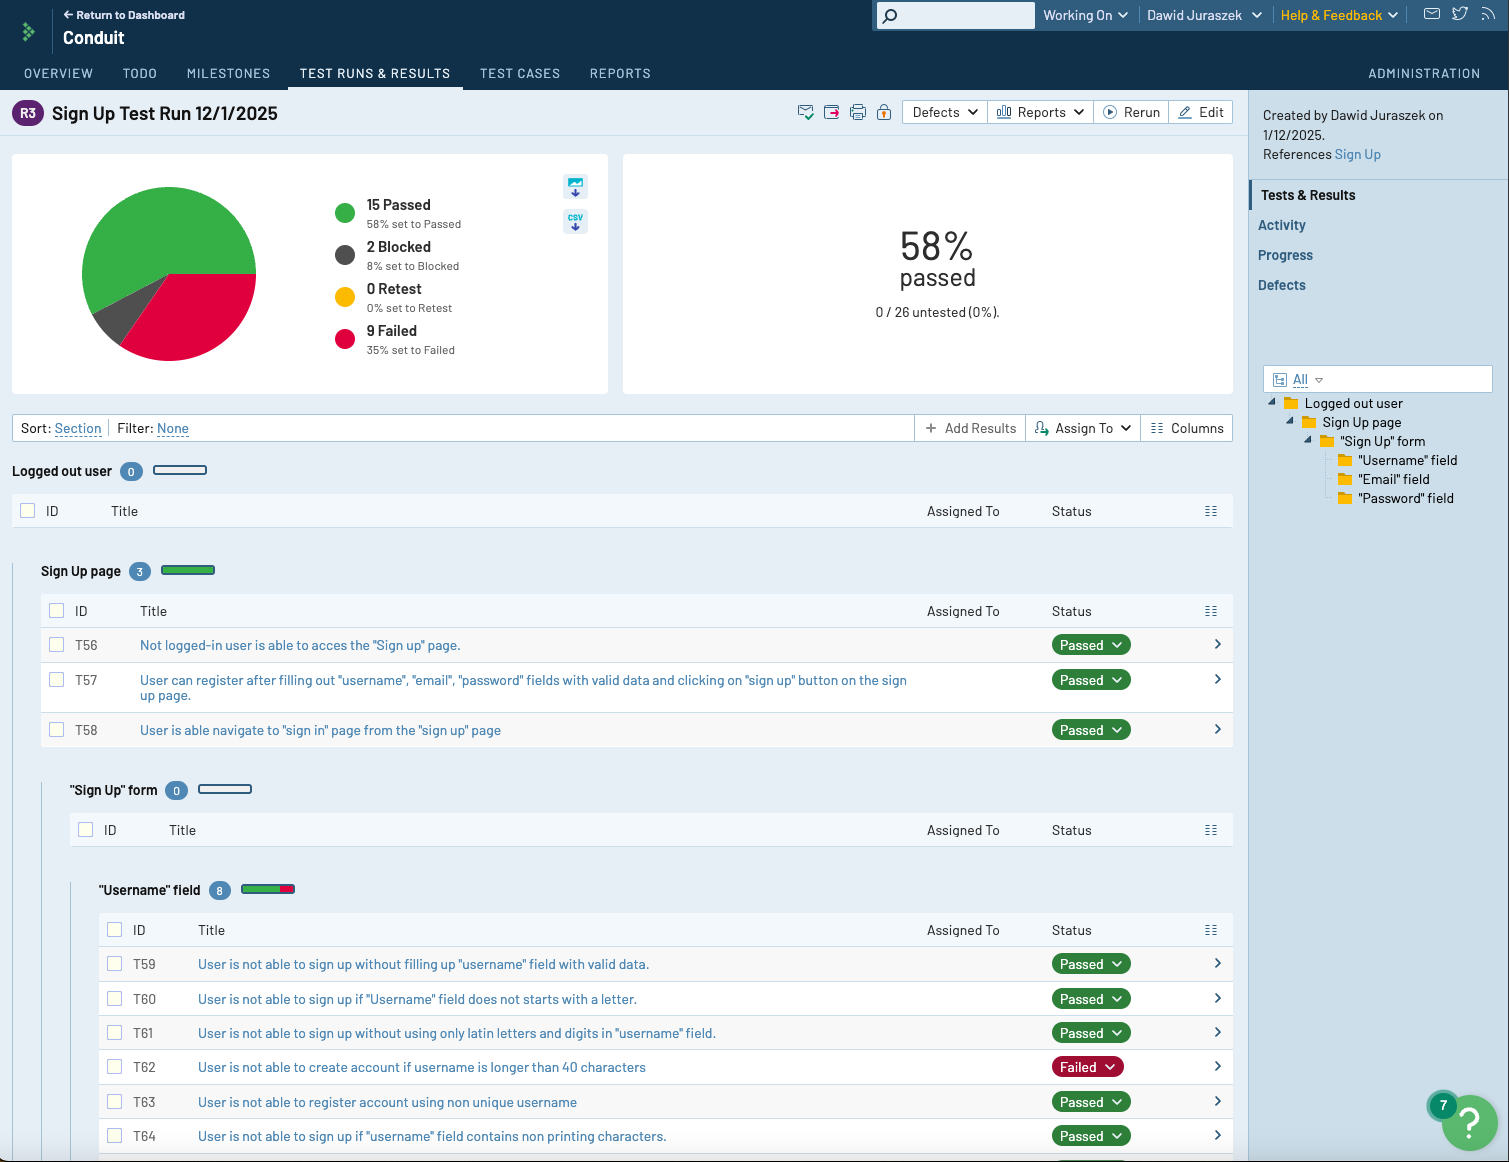 Return to Dashboard
Conduit
Working On
Dawid Juraszek
Help & Feedback
OVERVIEW
TODO
MILESTONES
TEST RUNS & RESULTS
TEST CASES
REPORTS
ADMINISTRATION
R3
Sign Up Test Run 12/1/2025
Defects
Reports
Rerun
Edit
Created by Dawid Juraszek on
1/12/2025.
References Sign Up
Tests & Results
Activity
Progress
Defects
15 Passed
58% set to Passed
2 Blocked
8% set to Blocked
0 Retest
0% set to Retest
9 Failed
35% set to Failed
CSV
58%
passed
0 / 26 untested (0%).
All
Logged out user
Sign Up page
"Sign Up" form
"Username" field
"Email" field
"Password" field
Sort: Section
Filter: None
Add Results
Assign To
Columns
Logged out user 0
ID Title Assigned To Status
Sign Up page 3
ID Title Assigned To Status
T56 Not logged-in user is able to acces the "Sign up" page. Passed
T57 User can register after filling out "username", "email", "password" fields with valid data and clicking on "sign up" button on the sign Passed
up page.
T58 User is able navigate to "sign in" page from the "sign up" page Passed
"Sign Up" form 0
ID Title Assigned To Status
"Username" field 8
ID Title Assigned To Status
T59 User is not able to sign up without filling up "username" field with valid data. Passed
T60 User is not able to sign up if "Username" field does not starts with a letter. Passed
T61 User is not able to sign up without using only latin letters and digits in "username" field. Passed
T62 User is not able to create account if username is longer than 40 characters Failed
T63 User is not able to register account using non unique username Passed
T64 User is not able to sign up if "username" field contains non printing characters. Passed
7
?